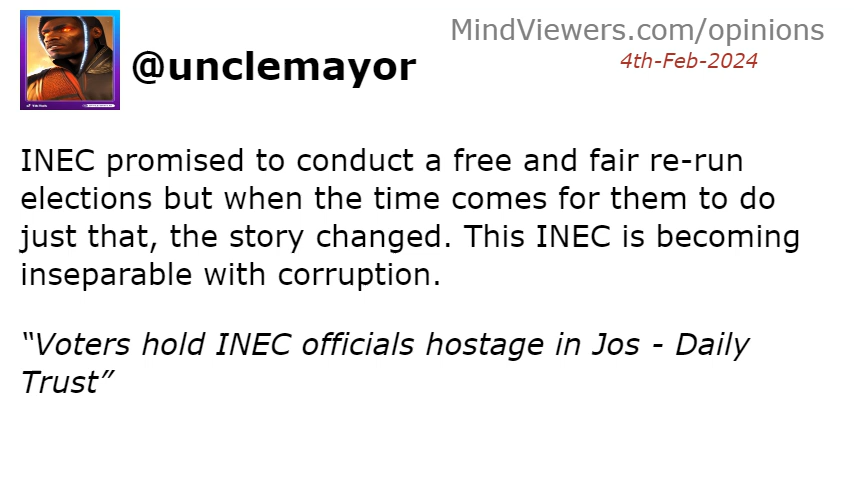 MindViewers.com/opinions
@unclemayor
4th-Feb-2024
INEC promised to conduct a free and fair re-run
elections but when the time comes for them to do
just that, the story changed. This INEC is becoming
inseparable with corruption.
“Voters hold INEC officials hostage in Jos - Daily
Trust”